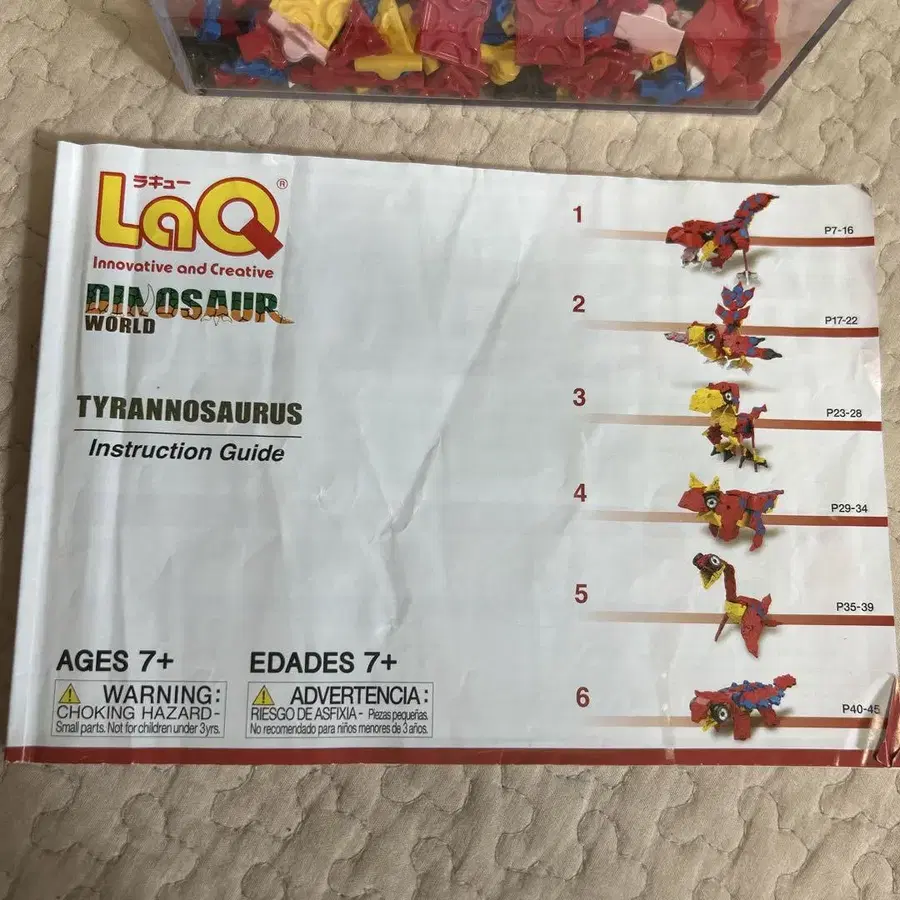 ラキュー
LaQ®
Innovative and Creative
DINOSAUR
WORLD
TYRANNOSAURUS
Instruction Guide
AGES 7+
WARNING:
CHOKING HAZARD-
Small parts. Not for children under 3yrs.
EDADES 7+
ADVERTENCIA:
RIESGO DE ASFIXIA- Piezas pequeñas.
No recomendado para niños menores de 3 años.
1 P7-16
2 P17-22
3 P23-28
4 P29-34
5 P35-39
6 P40-45